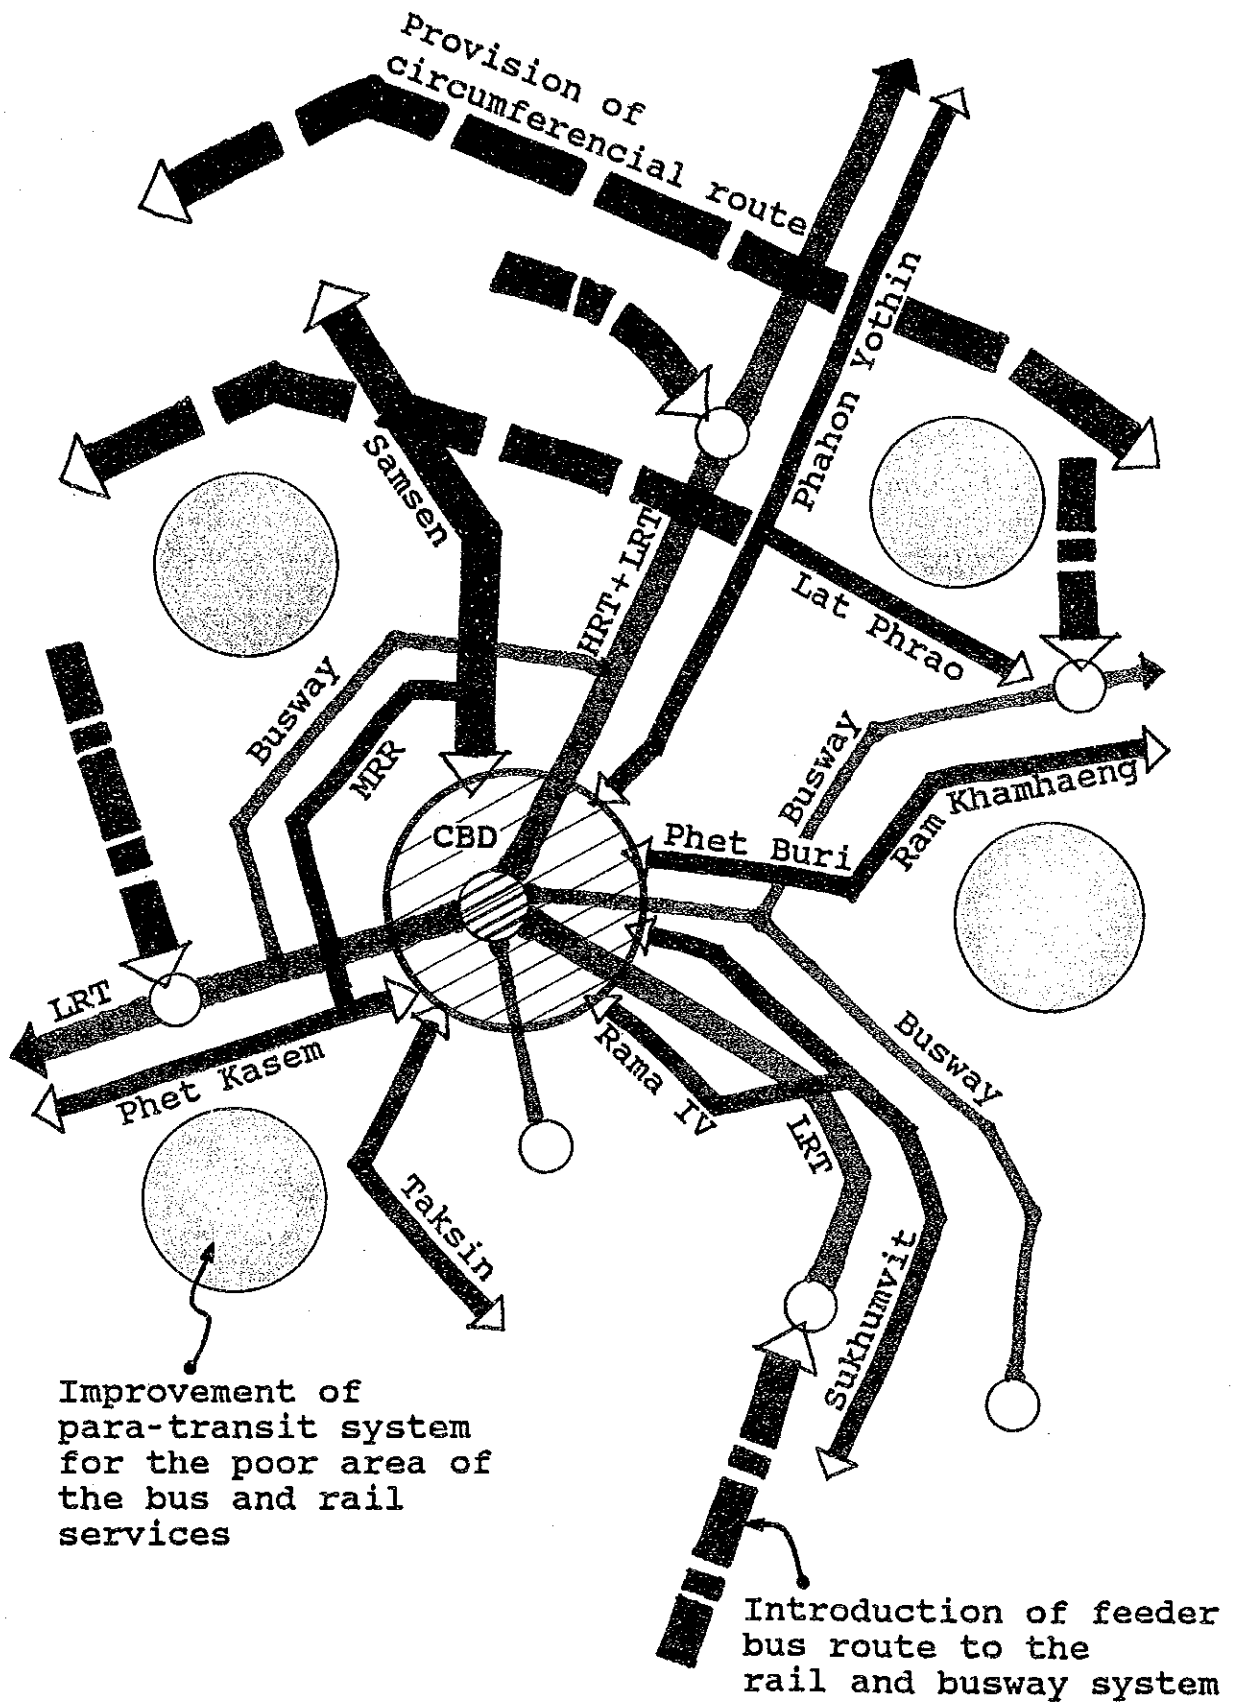 Provision of
circumferencial route
Phahon Yothin
Samsen
HRT+LRT
Lat Phrao
Busway
MRR
Busway
CBD
Phet Buri
Ram Khamhaeng
LRT
Phet Kasem
Rama IV
LRT
Busway
Taksin
Sukhumvit
Improvement of
para-transit system
for the poor area of
the bus and rail
services
Introduction of feeder
bus route to the
rail and busway system